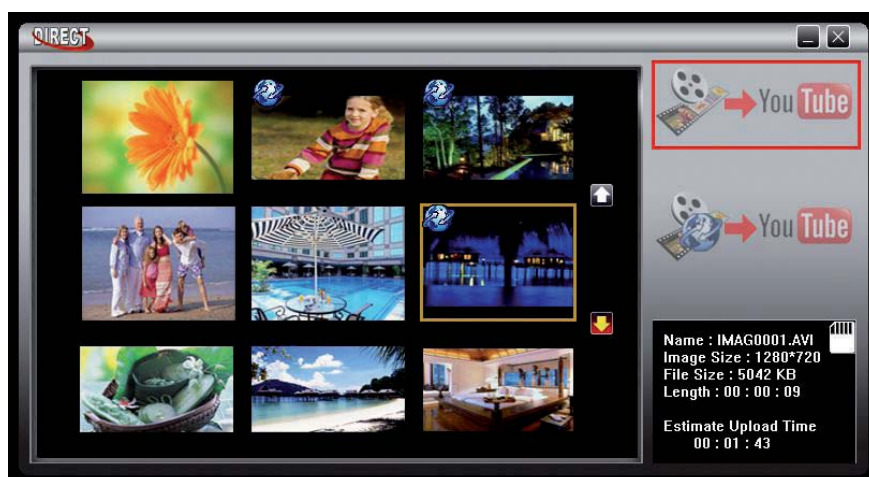 DIRECT
You Tube
You Tube
Name : IMAG0001.AVI
Image Size : 1280*720
File Size : 5042 KB
Length : 00 : 00 : 09
Estimate Upload Time
00 : 01 : 43